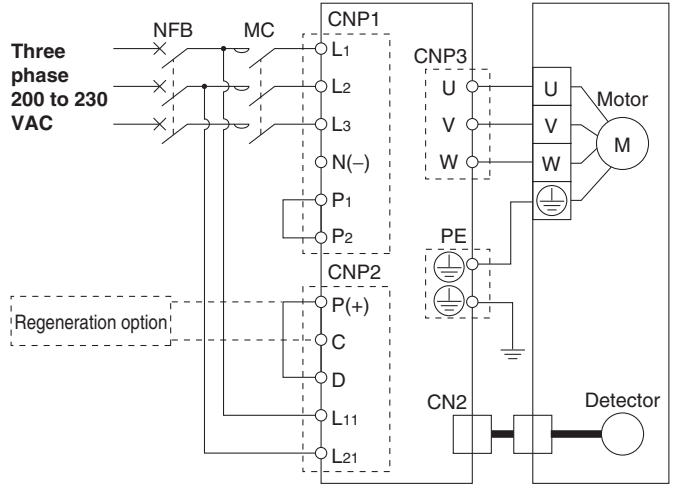 CNP1
NFB
MC
Three
phase
200 to 230
VAC
L1
L2
L3
N(−)
P1
P2
CNP3
U
V
W
U
V
W
Motor
M
PE
CNP2
Regeneration option
P(+)
C
D
L11
L21
CN2
Detector